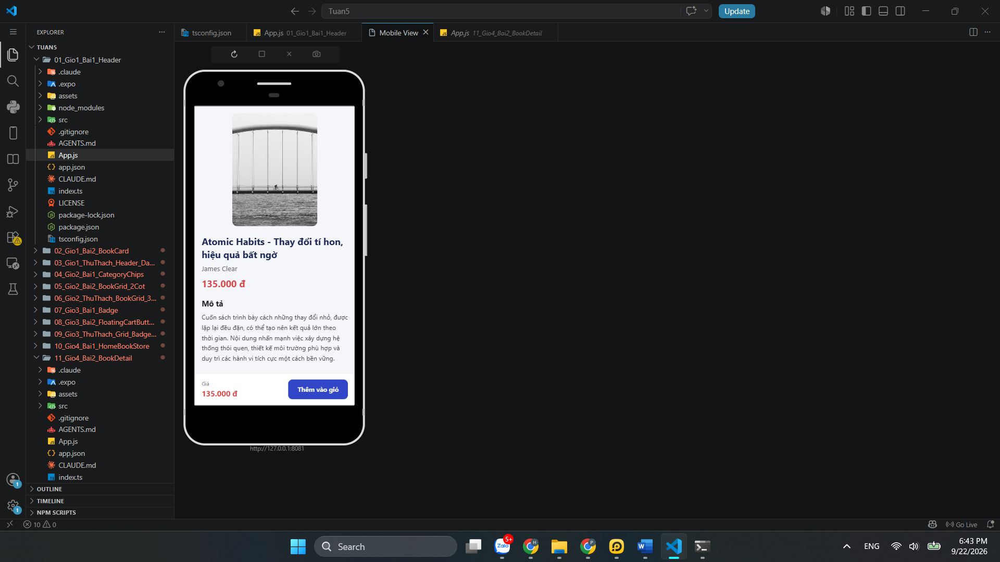 Tuan5
Update
EXPLORER
tsconfig.json
App.js 01_Gio1_Bai1_Header
Mobile View
App.js 11_Gio4_Bai2_BookDetail
TUAN5
01_Gio1_Bai1_Header
.claude
.expo
assets
node_modules
src
.gitignore
AGENTS.md
App.js
app.json
CLAUDE.md
index.ts
LICENSE
package-lock.json
package.json
tsconfig.json
02_Gio1_Bai2_BookCard
03_Gio1_ThuThach_Header_Da...
04_Gio2_Bai1_CategoryChips
05_Gio2_Bai2_BookGrid_2Cot
06_Gio2_ThuThach_BookGrid_3...
07_Gio3_Bai1_Badge
08_Gio3_Bai2_FloatingCartButt...
09_Gio3_ThuThach_Grid_Badge...
10_Gio4_Bai1_HomeBookStore
11_Gio4_Bai2_BookDetail
.claude
.expo
assets
src
.gitignore
AGENTS.md
App.js
app.json
CLAUDE.md
index.ts
OUTLINE
TIMELINE
NPM SCRIPTS
Atomic Habits - Thay đổi tí hon,
hiệu quả bất ngờ
James Clear
135.000 đ
Mô tả
Cuốn sách trình bày cách những thay đổi nhỏ, được
lặp lại đều đặn, có thể tạo nên kết quả lớn theo
thời gian. Nội dung nhấn mạnh việc xây dựng hệ
thống thói quen, thiết kế môi trường phù hợp và
duy trì các hành vi tích cực một cách bền vững.
Giá
135.000 đ
Thêm vào giỏ
http://127.0.0.1:8081
1
1
10 0
Go Live
Search
Zalo
5+
H
P
W
ENG
6:43 PM
9/22/2026